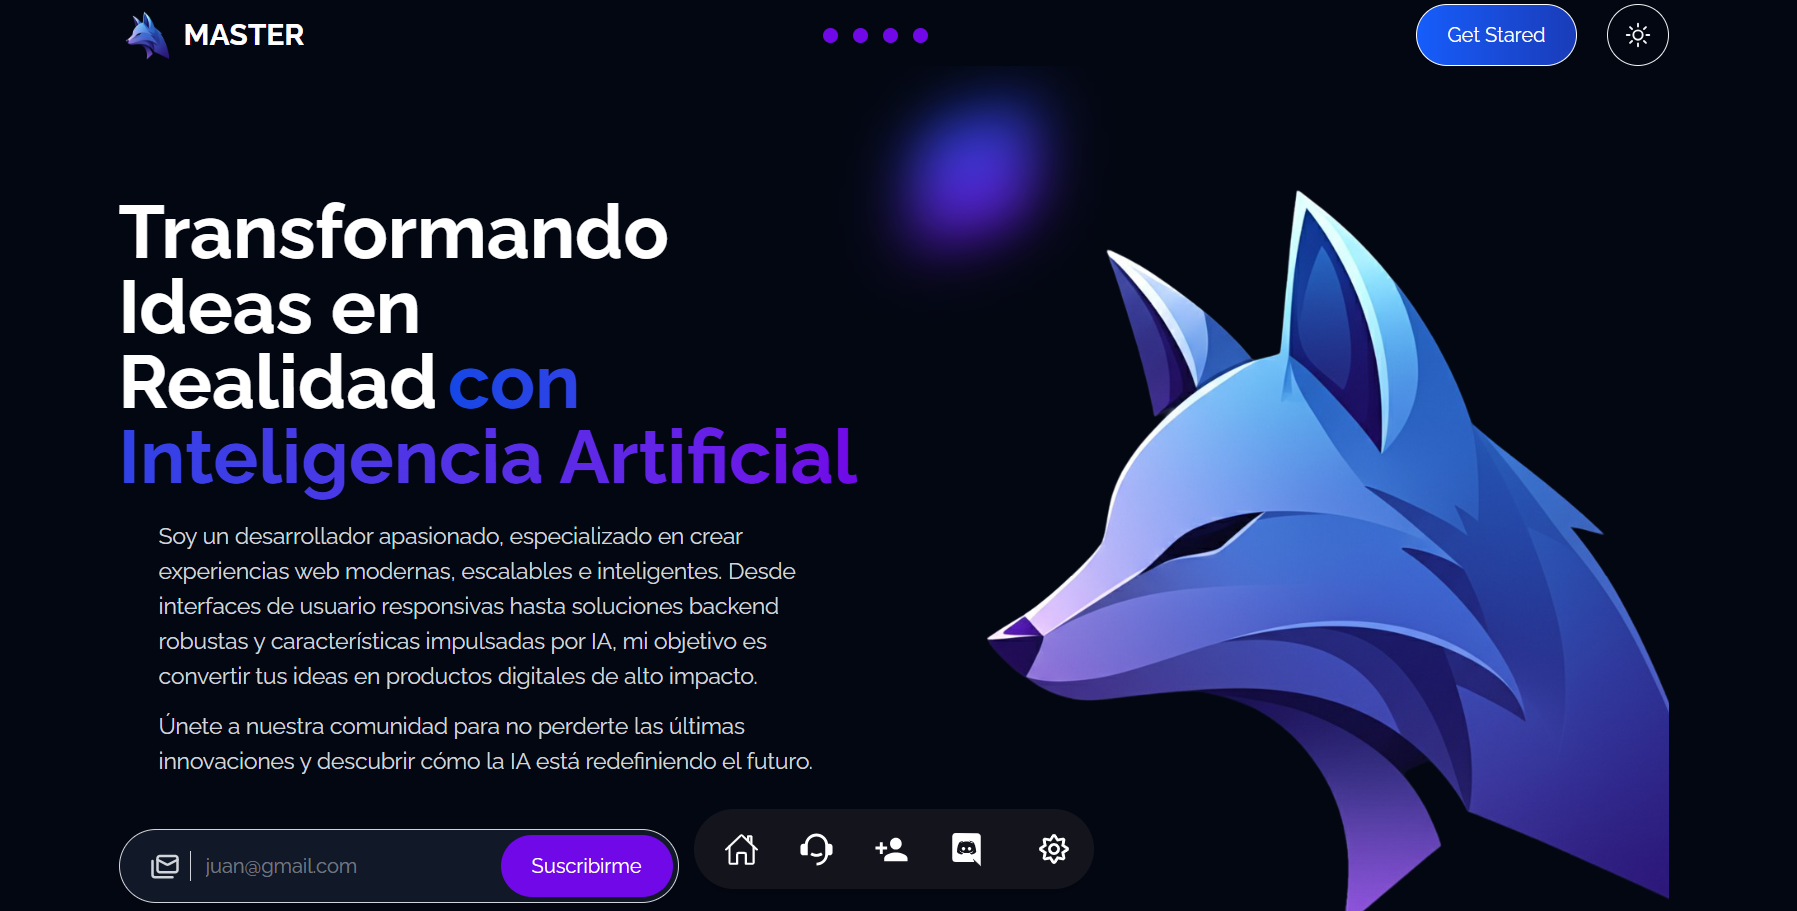 MASTER
Get Stared
Transformando
Ideas en
Realidad con
Inteligencia Artificial
Soy un desarrollador apasionado, especializado en crear
experiencias web modernas, escalables e inteligentes. Desde
interfaces de usuario responsivas hasta soluciones backend
robustas y características impulsadas por IA, mi objetivo es
convertir tus ideas en productos digitales de alto impacto.
Únete a nuestra comunidad para no perderte las últimas
innovaciones y descubrir cómo la IA está redefiniendo el futuro.
juan@gmail.com
Suscribirme